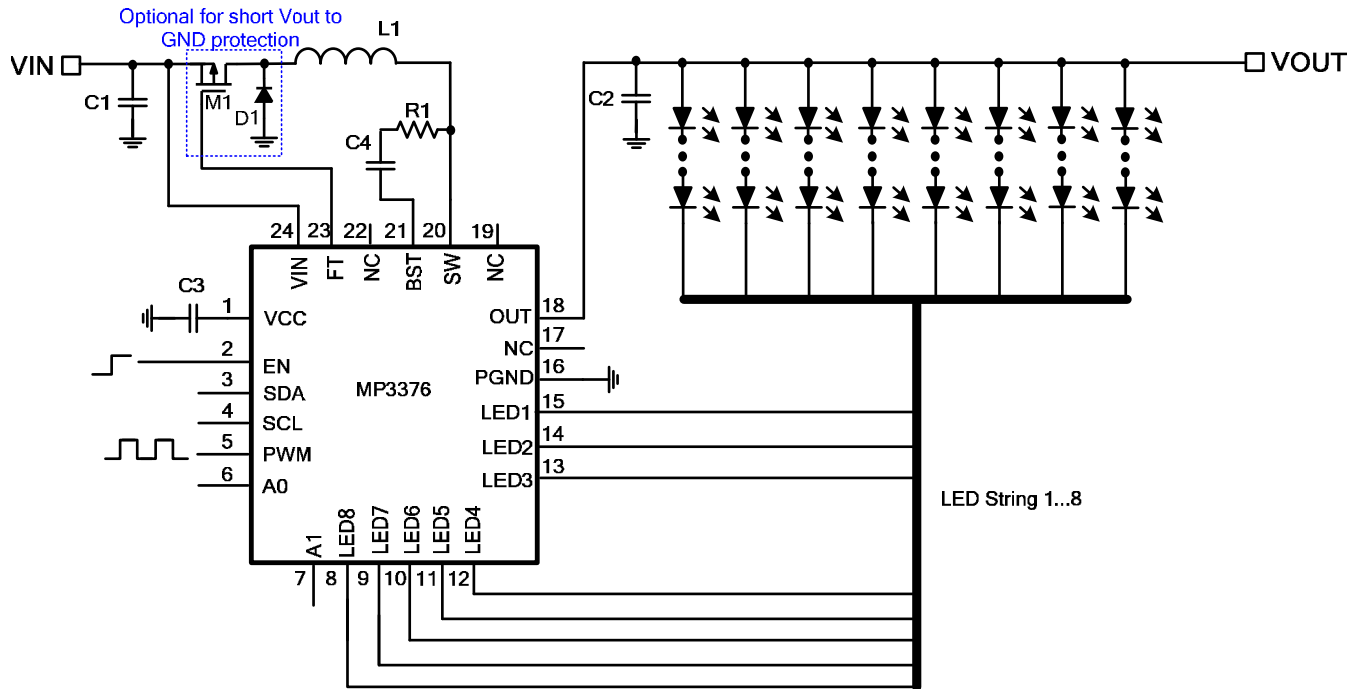 Optional for short Vout to
GND protection
L1
VIN
VOUT
C1
M1
D1
R1
C4
C2
24
23
22
21
20
19
VIN
FT
NC
BST
SW
NC
C3
1
VCC
2
EN
3
SDA
4
SCL
5
PWM
6
A0
MP3376
OUT
18
NC
17
PGND
16
LED1
15
LED2
14
LED3
13
LED String 1...8
A1
LED8
LED7
LED6
LED5
LED4
7
8
9
10
11
12